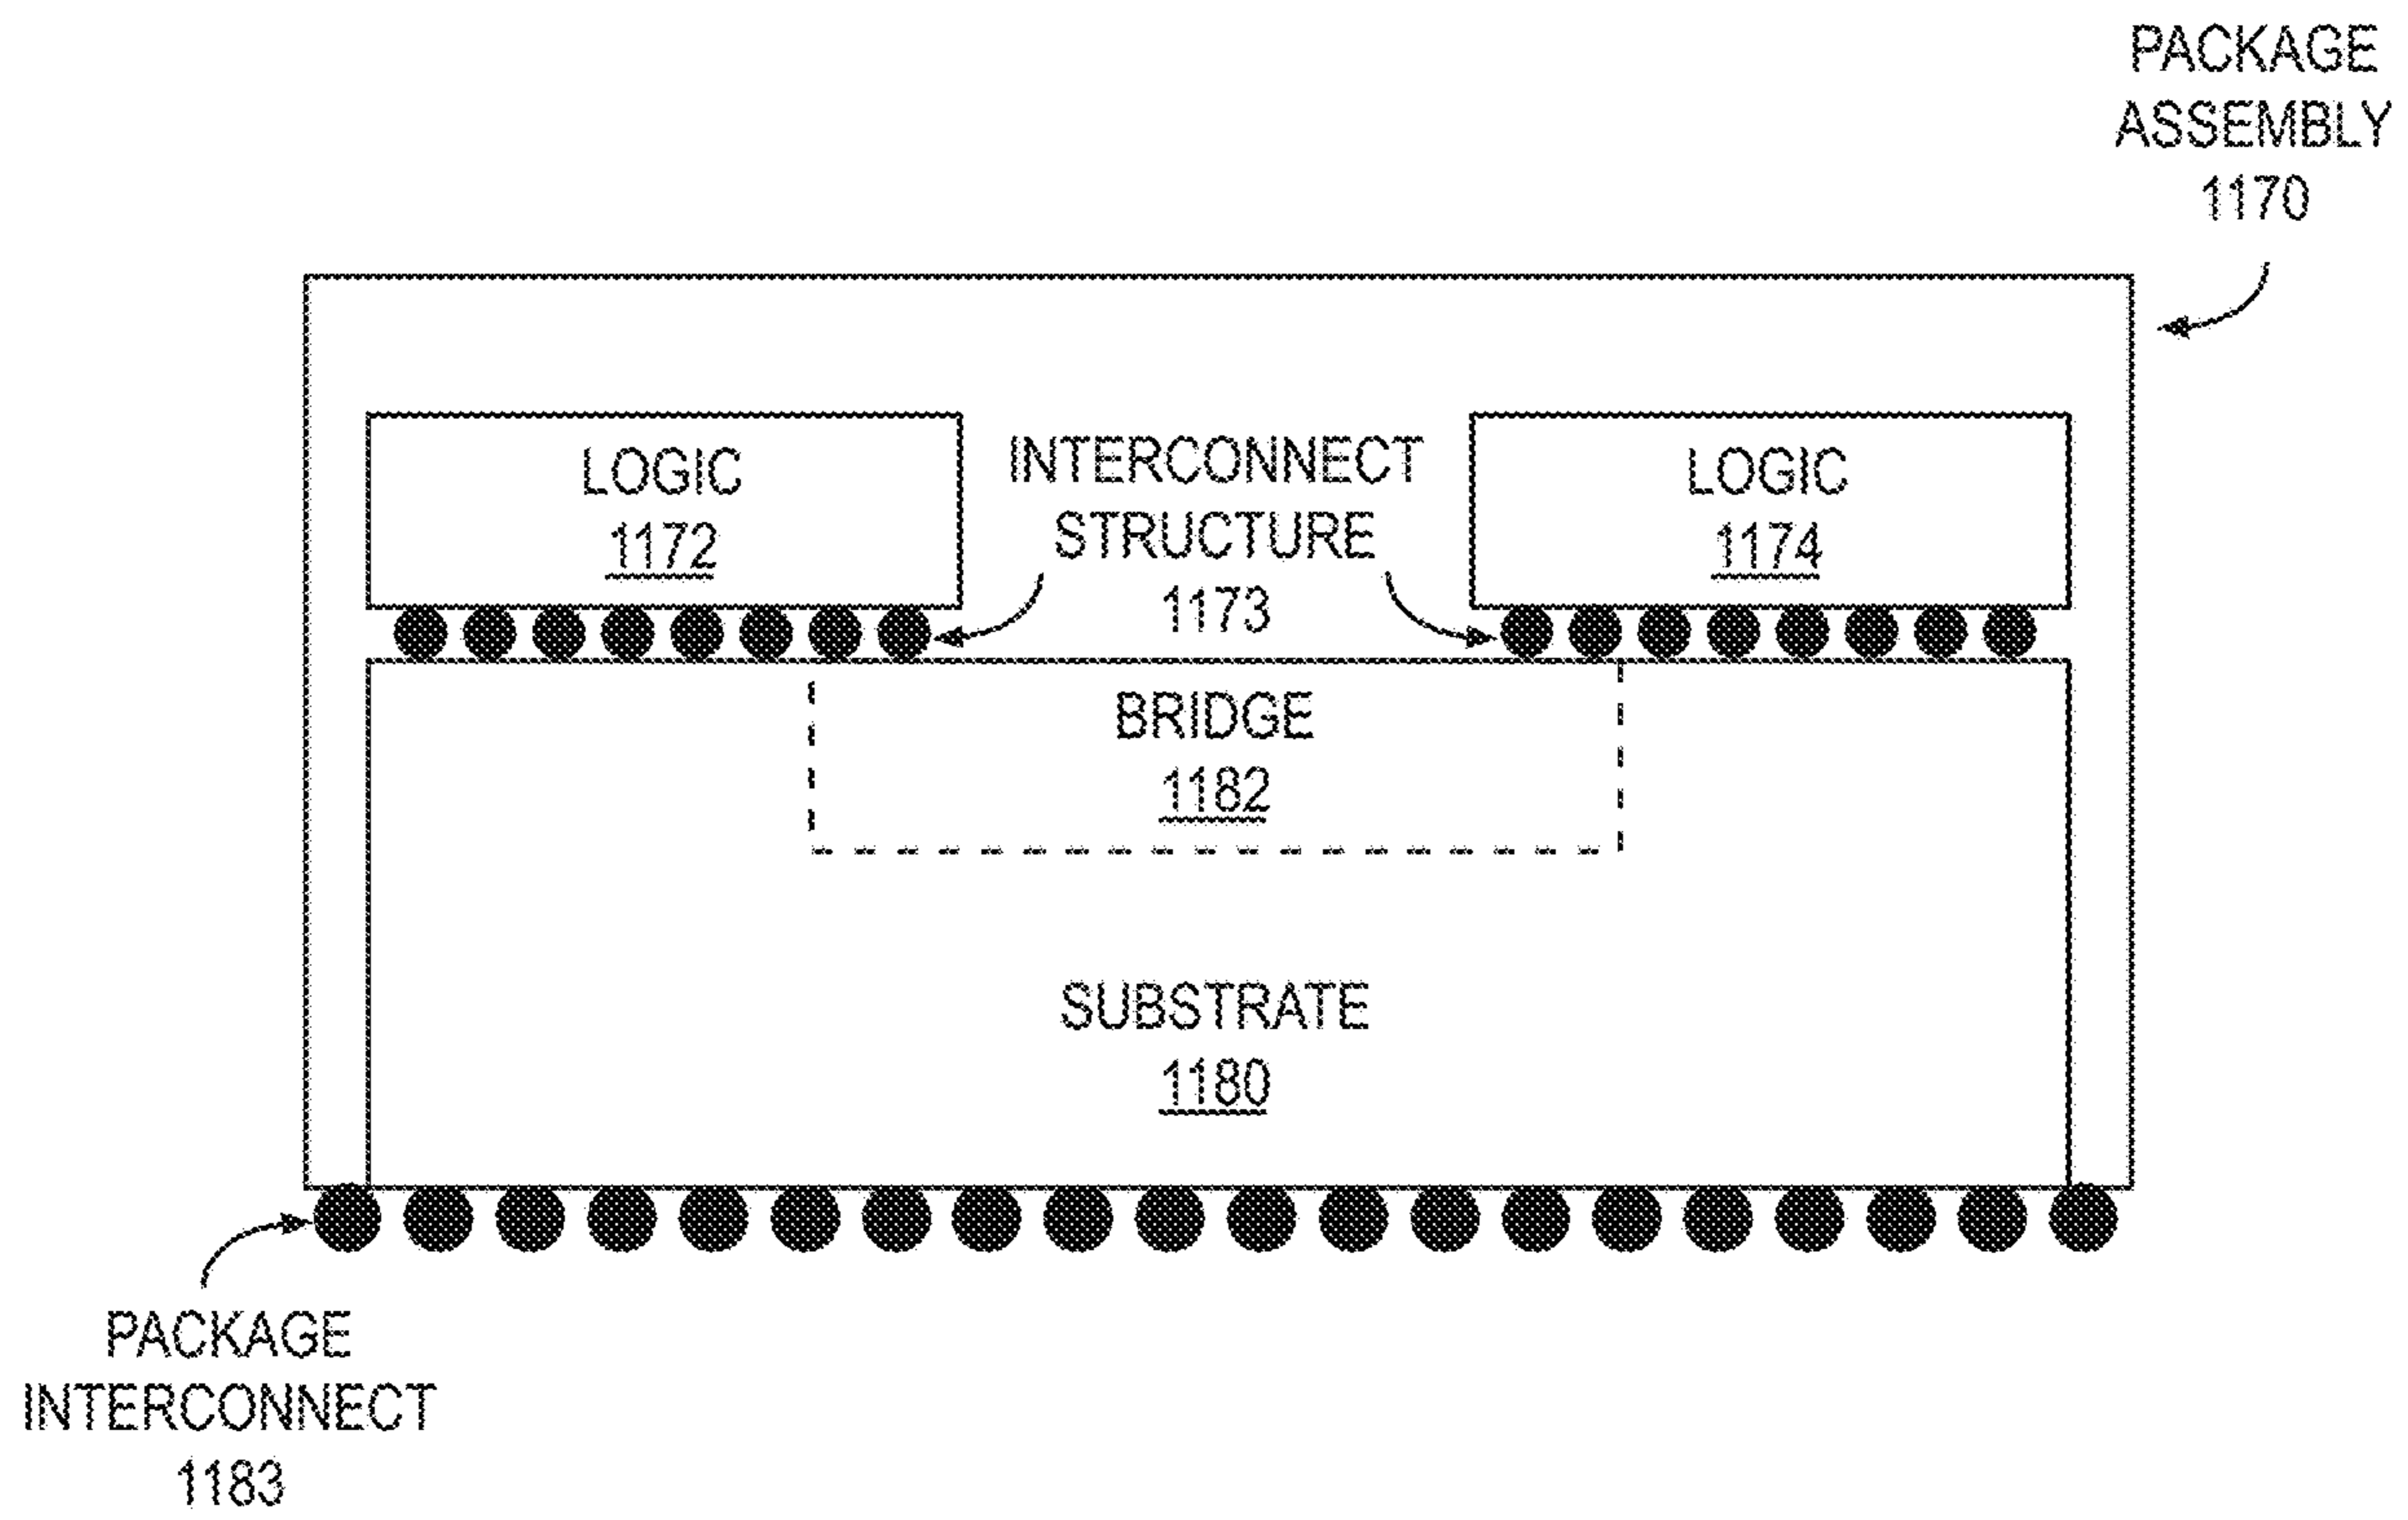 PACKAGE
ASSEMBLY
1170
LOGIC
1172
INTERCONNECT
STRUCTURE
1173
LOGIC
1174
BRIDGE
1182
SUBSTRATE
1180
PACKAGE
INTERCONNECT
1183